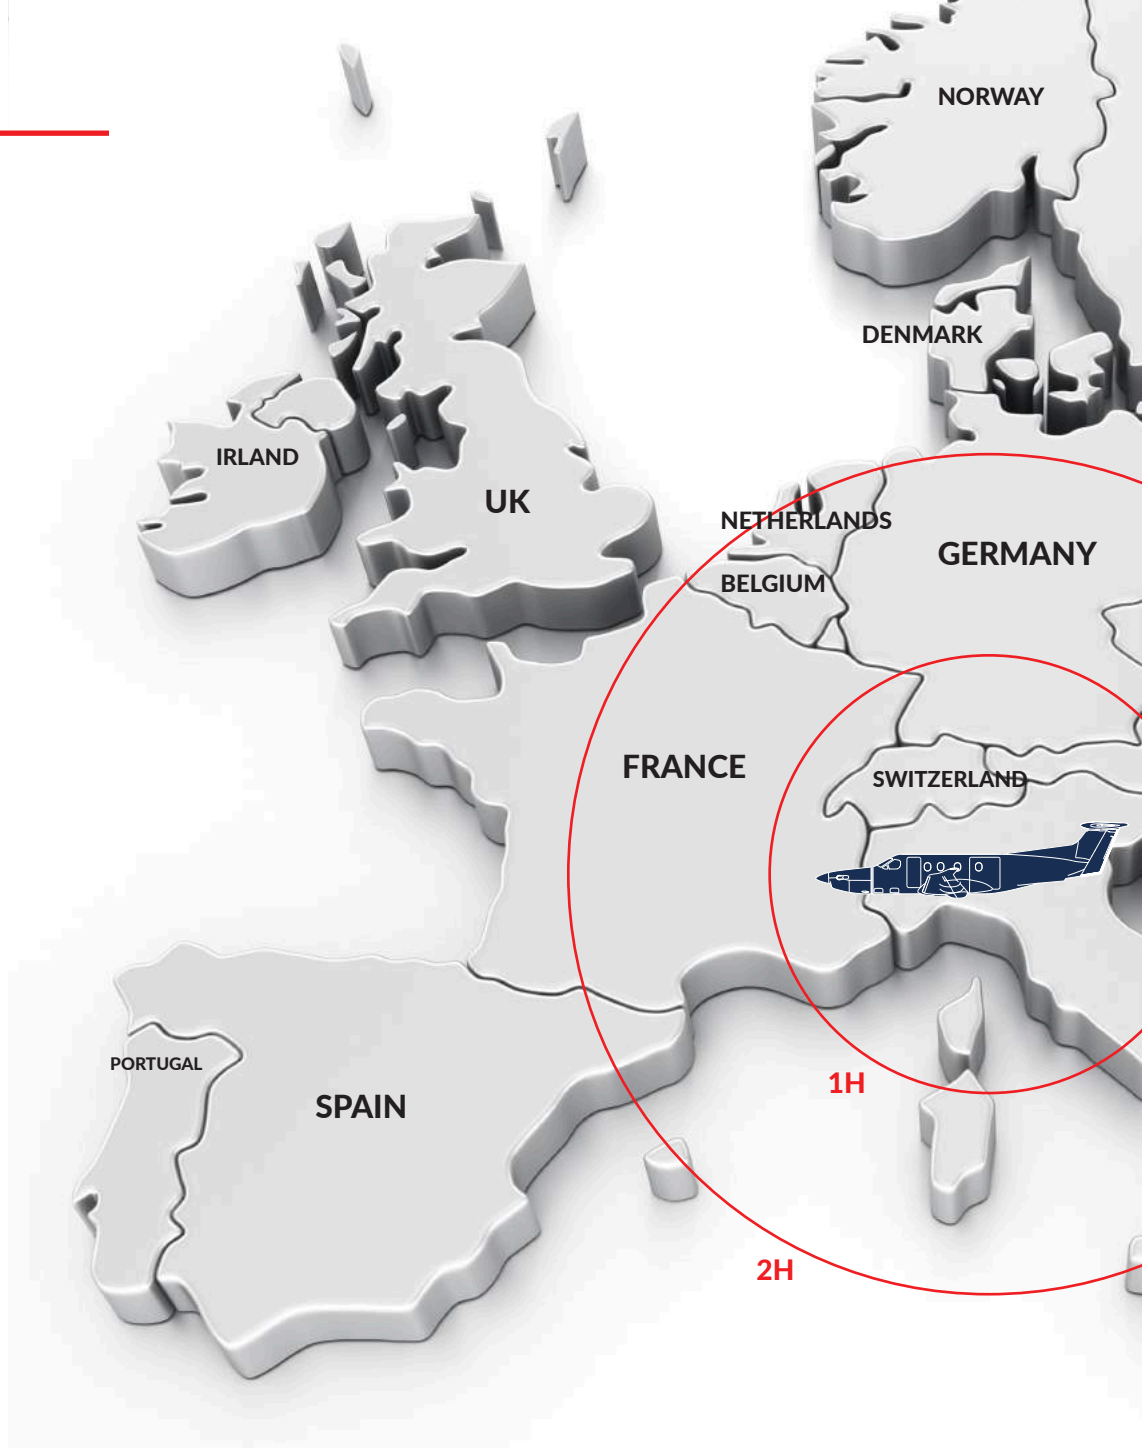 NORWAY
DENMARK
IRLAND
UK
NETHERLANDS
GERMANY
BELGIUM
FRANCE
SWITZERLAND
PORTUGAL
1H
SPAIN
2H